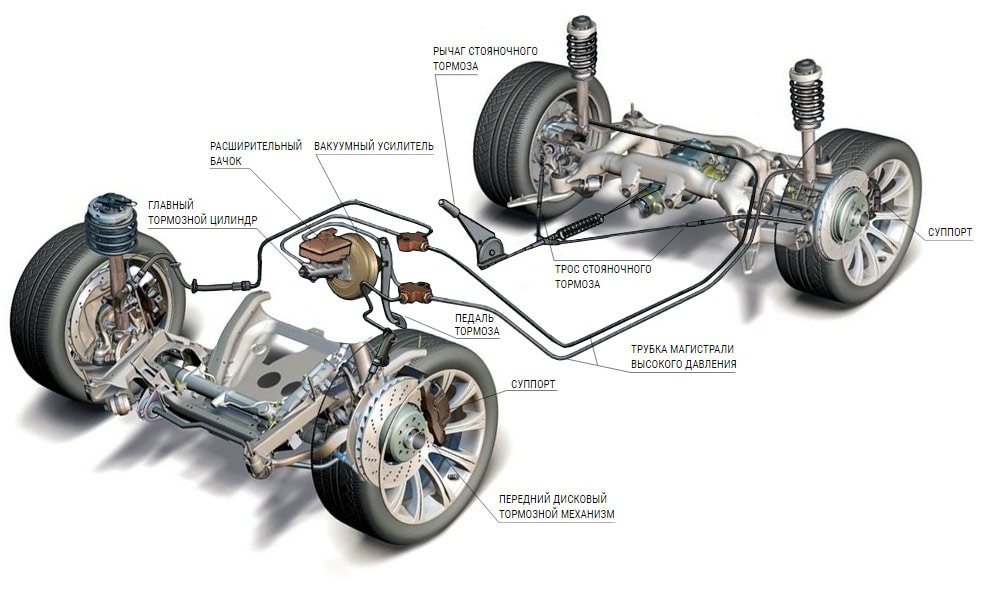 РЫЧАГ СТОЯНОЧНОГО
ТОРМОЗА
РАСШИРИТЕЛЬНЫЙ
БАЧОК
ВАКУУМНЫЙ УСИЛИТЕЛЬ
ГЛАВНЫЙ
ТОРМОЗНОЙ ЦИЛИНДР
СУППОРТ
ТРОС СТОЯНОЧНОГО
ТОРМОЗА
ПЕДАЛЬ
ТОРМОЗА
ТРУБКА МАГИСТРАЛИ
ВЫСОКОГО ДАВЛЕНИЯ
СУППОРТ
ПЕРЕДНИЙ ДИСКОВЫЙ
ТОРМОЗНОЙ МЕХАНИЗМ